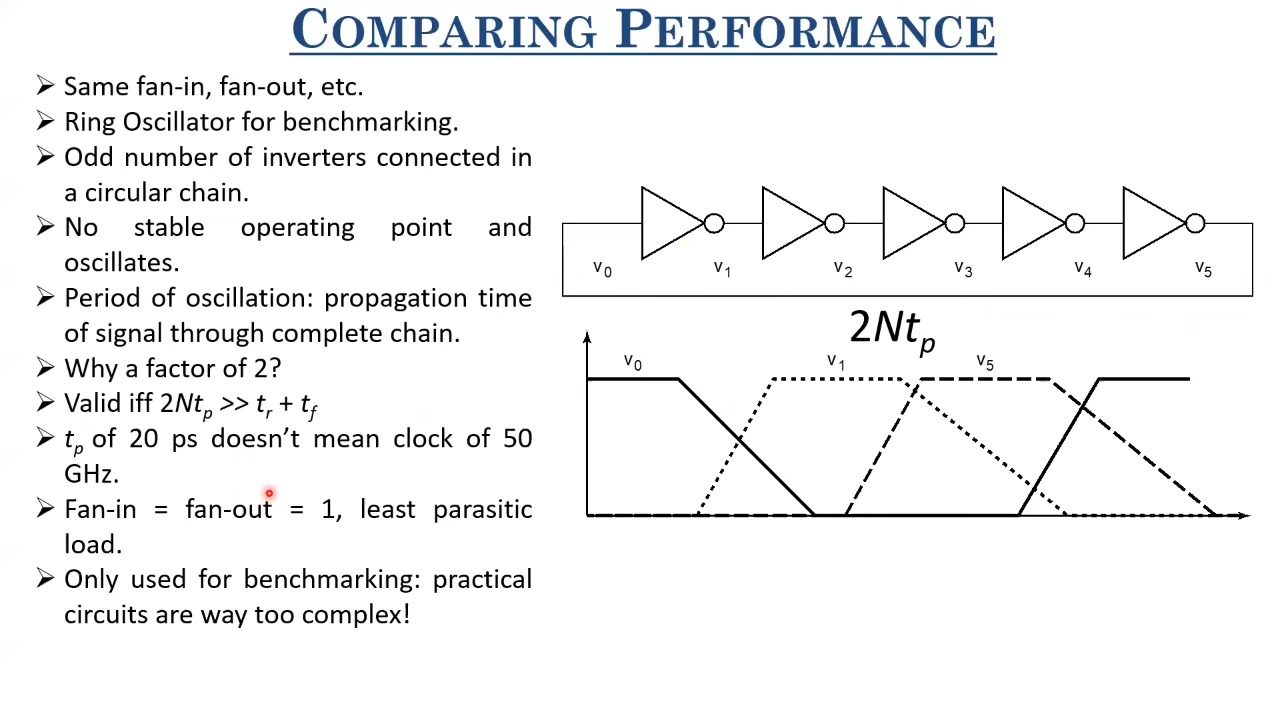 COMPARING PERFORMANCE
➢ Same fan-in, fan-out, etc.
➢ Ring Oscillator for benchmarking.
➢ Odd number of inverters connected in
a circular chain.
➢ No stable operating point and
oscillates.
➢ Period of oscillation: propagation time
of signal through complete chain.
➢ Why a factor of 2?
➢ Valid iff 2Ntp >> tr + tf
➢ tp of 20 ps doesn't mean clock of 50
GHz.
➢ Fan-in = fan-out = 1, least parasitic
load.
➢ Only used for benchmarking: practical
circuits are way too complex!
v0 v1 v2 v3 v4 v5
2Ntp
v0 v1 v5